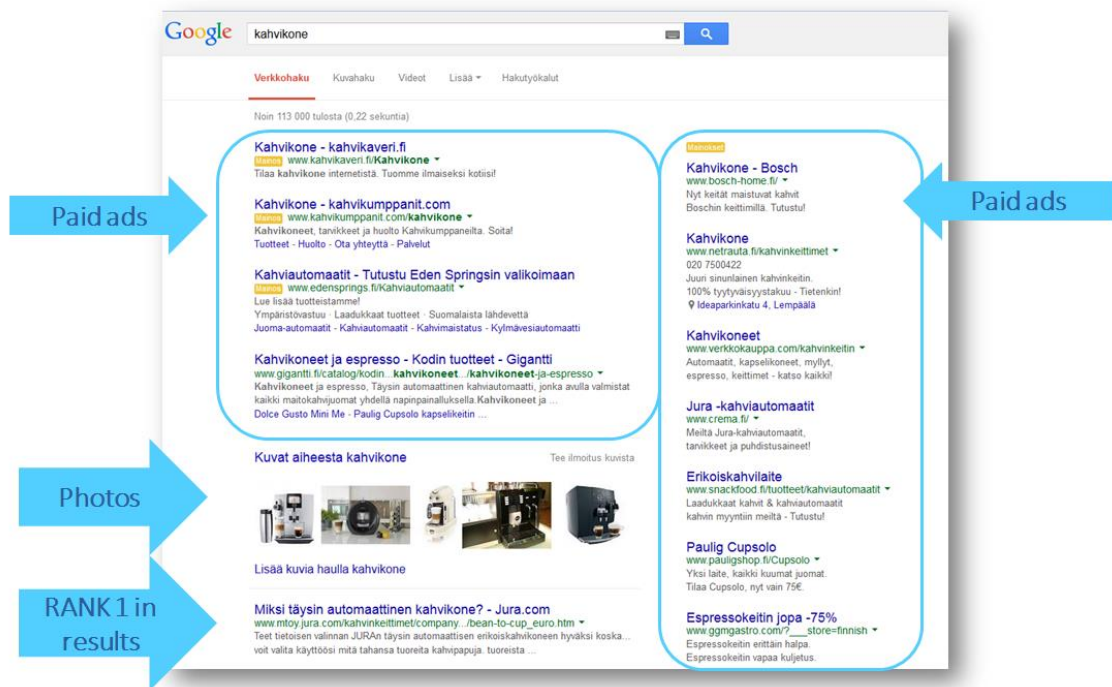 Google
kahvikone
Verkkohaku Kuvahaku Videot Lisää Hakutyökalut
Noin 113 000 tulosta (0,22 sekuntia)
Paid ads
Kahvikone - kahvikaveri.fi
Mainos www.kahvikaveri.fi/Kahvikone
Tilaa kahvikone internetistä. Tuomme ilmaiseksi kotiisi!
Kahvikone - kahvikumppanit.com
Mainos www.kahvikumppanit.com/kahvikone
Kahvikoneet, tarvikkeet ja huolto Kahvikumppaneilta. Soita!
Tuotteet - Huolto - Ota yhteyttä - Palvelut
Kahviautomaatit - Tutustu Eden Springsin valikoimaan
Mainos www.edensprings.fi/Kahviautomaatit
Lue lisää tuotteistamme!
Ympäristövastuu · Laadukkaat tuotteet · Suomalaista lähdevettä
Juoma-automaatit - Kahviautomaatit - Kahvimaistatus - Kylmävesiautomaatti
Kahvikoneet ja espresso - Kodin tuotteet - Gigantti
www.gigantti.fi/catalog/kodin...kahvikoneet.../kahvikoneet-ja-espresso
Kahvikoneet ja espresso, Täysin automaattinen kahviautomaatti, jonka avulla valmistat
kaikki maitokahvijuomat yhdellä napinpainalluksella.Kahvikoneet ja ...
Dolce Gusto Mini Me - Paulig Cupsolo kapselikeitin ...
Photos
Kuvat aiheesta kahvikone
Tee ilmoitus kuvista
Lisää kuvia haulla kahvikone
RANK 1 in
results
Miksi täysin automaattinen kahvikone? - Jura.com
www.mtoy.jura.com/kahvinkeittimet/company.../bean-to-cup_euro.htm
Teet tietoisen valinnan JURAn täysin automaattisen erikoiskahvikoneen hyväksi koska...
voit valita käyttöösi mitä tahansa tuoreita kahvipapuja. tuoreista ...
Paid ads
Mainokset
Kahvikone - Bosch
www.bosch-home.fi/
Nyt keität maistuvat kahvit
Boschin keittimillä. Tutustu!
Kahvikone
www.netrauta.fi/kahvinkeittimet
020 7500422
Juuri sinunlainen kahvinkeitin.
100% tyytyväisyystakuu - Tietenkin!
Ideaparkinkatu 4, Lempäälä
Kahvikoneet
www.verkkokauppa.com/kahvinkeitin
Automaatit, kapselikoneet, myllyt,
espresso, keittimet - katso kaikki!
Jura -kahviautomaatit
www.crema.fi/
Meiltä Jura-kahviautomaatit,
tarvikkeet ja puhdistusaineet!
Erikoiskahvilaite
www.snackfood.fi/tuotteet/kahviautomaatit
Laadukkaat kahvit & kahviautomaatit
kahvin myyntiin meiltä - Tutustu!
Paulig Cupsolo
www.pauligshop.fi/Cupsolo
Yksi laite, kaikki kuumat juomat.
Tilaa Cupsolo, nyt vain 75€.
Espressokeitin jopa -75%
www.ggmgastro.com/?___store=finnish
Espressokeitin erittäin halpa.
Espressokeitin vapaa kuljetus.